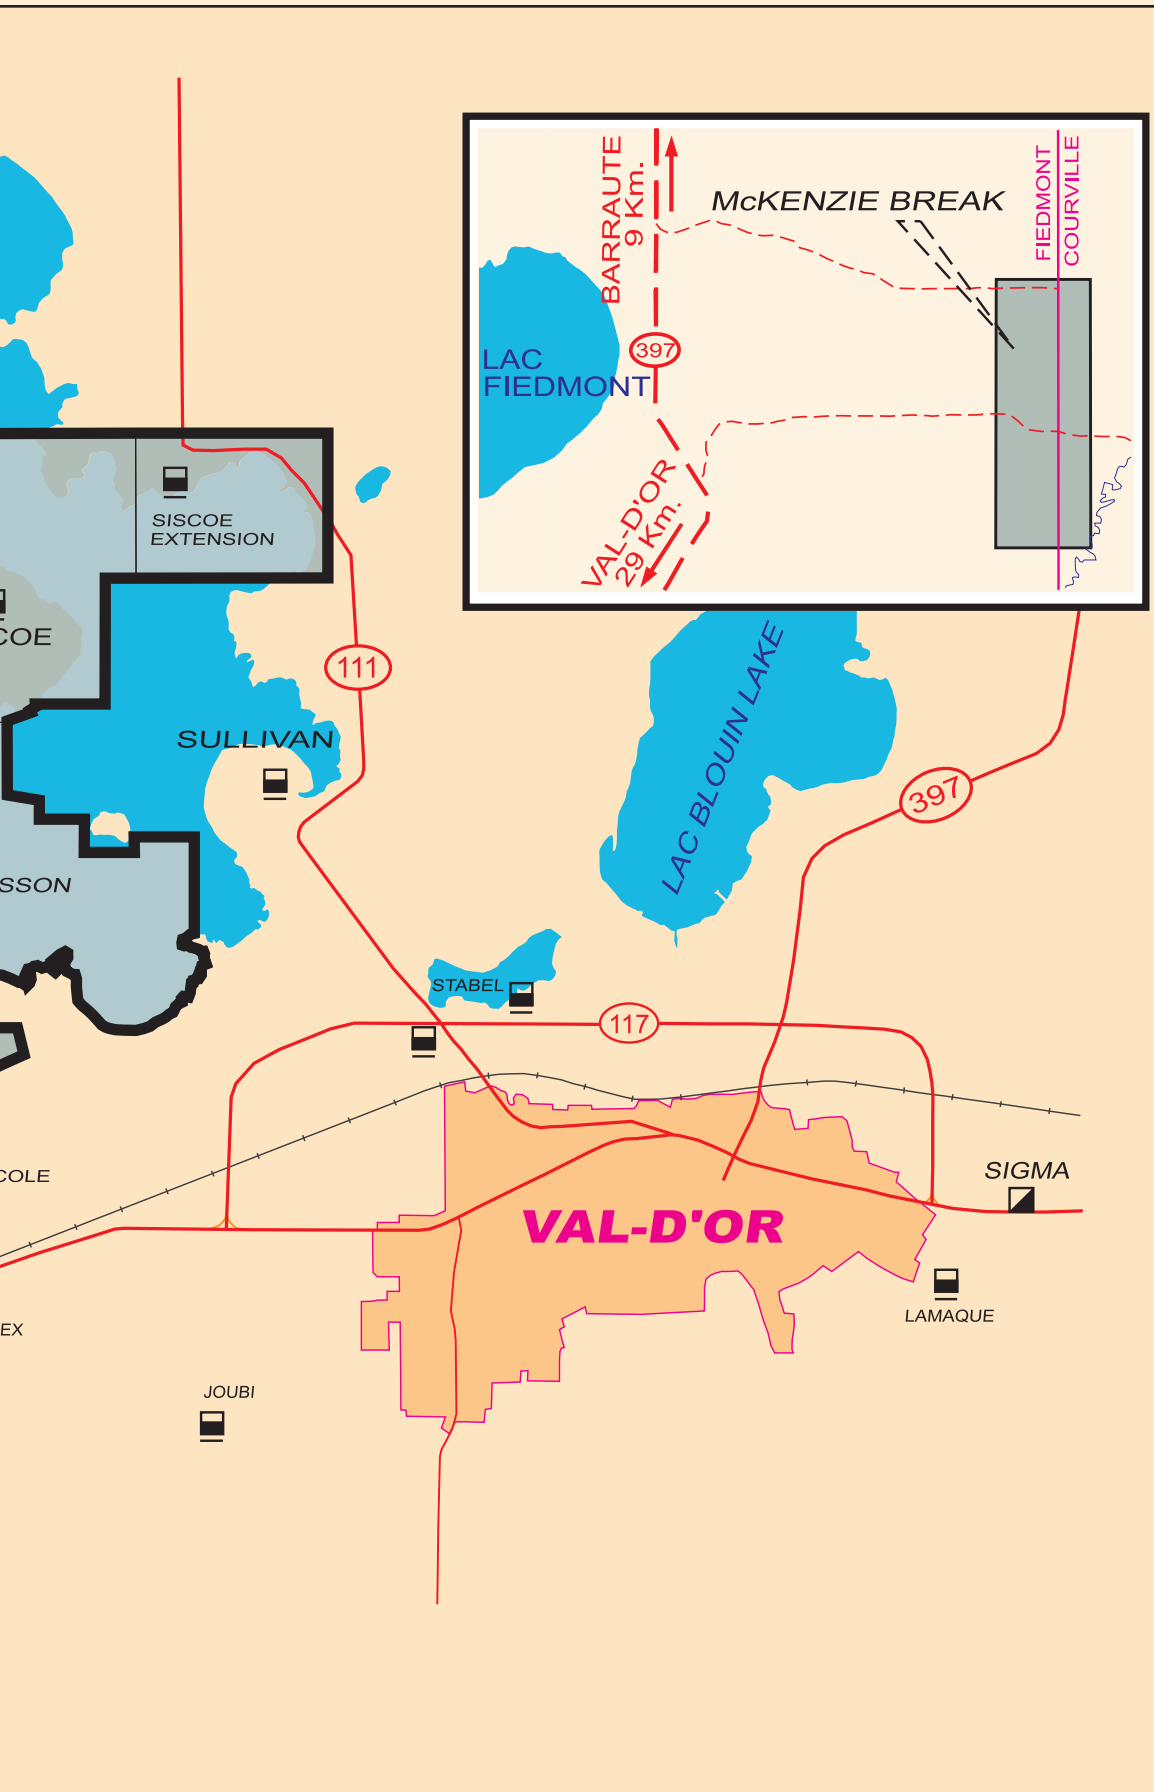 BARRAUTE
9 Km.
McKENZIE BREAK
FIEDMONT
COURVILLE
397
LAC
FIEDMONT
VAL-D'OR
29 Km.
SISCOE
EXTENSION
COE
111
SULLIVAN
LAC BLOUIN LAKE
397
SSON
STABEL
117
COLE
SIGMA
VAL-D'OR
LAMAQUE
EX
JOUBI